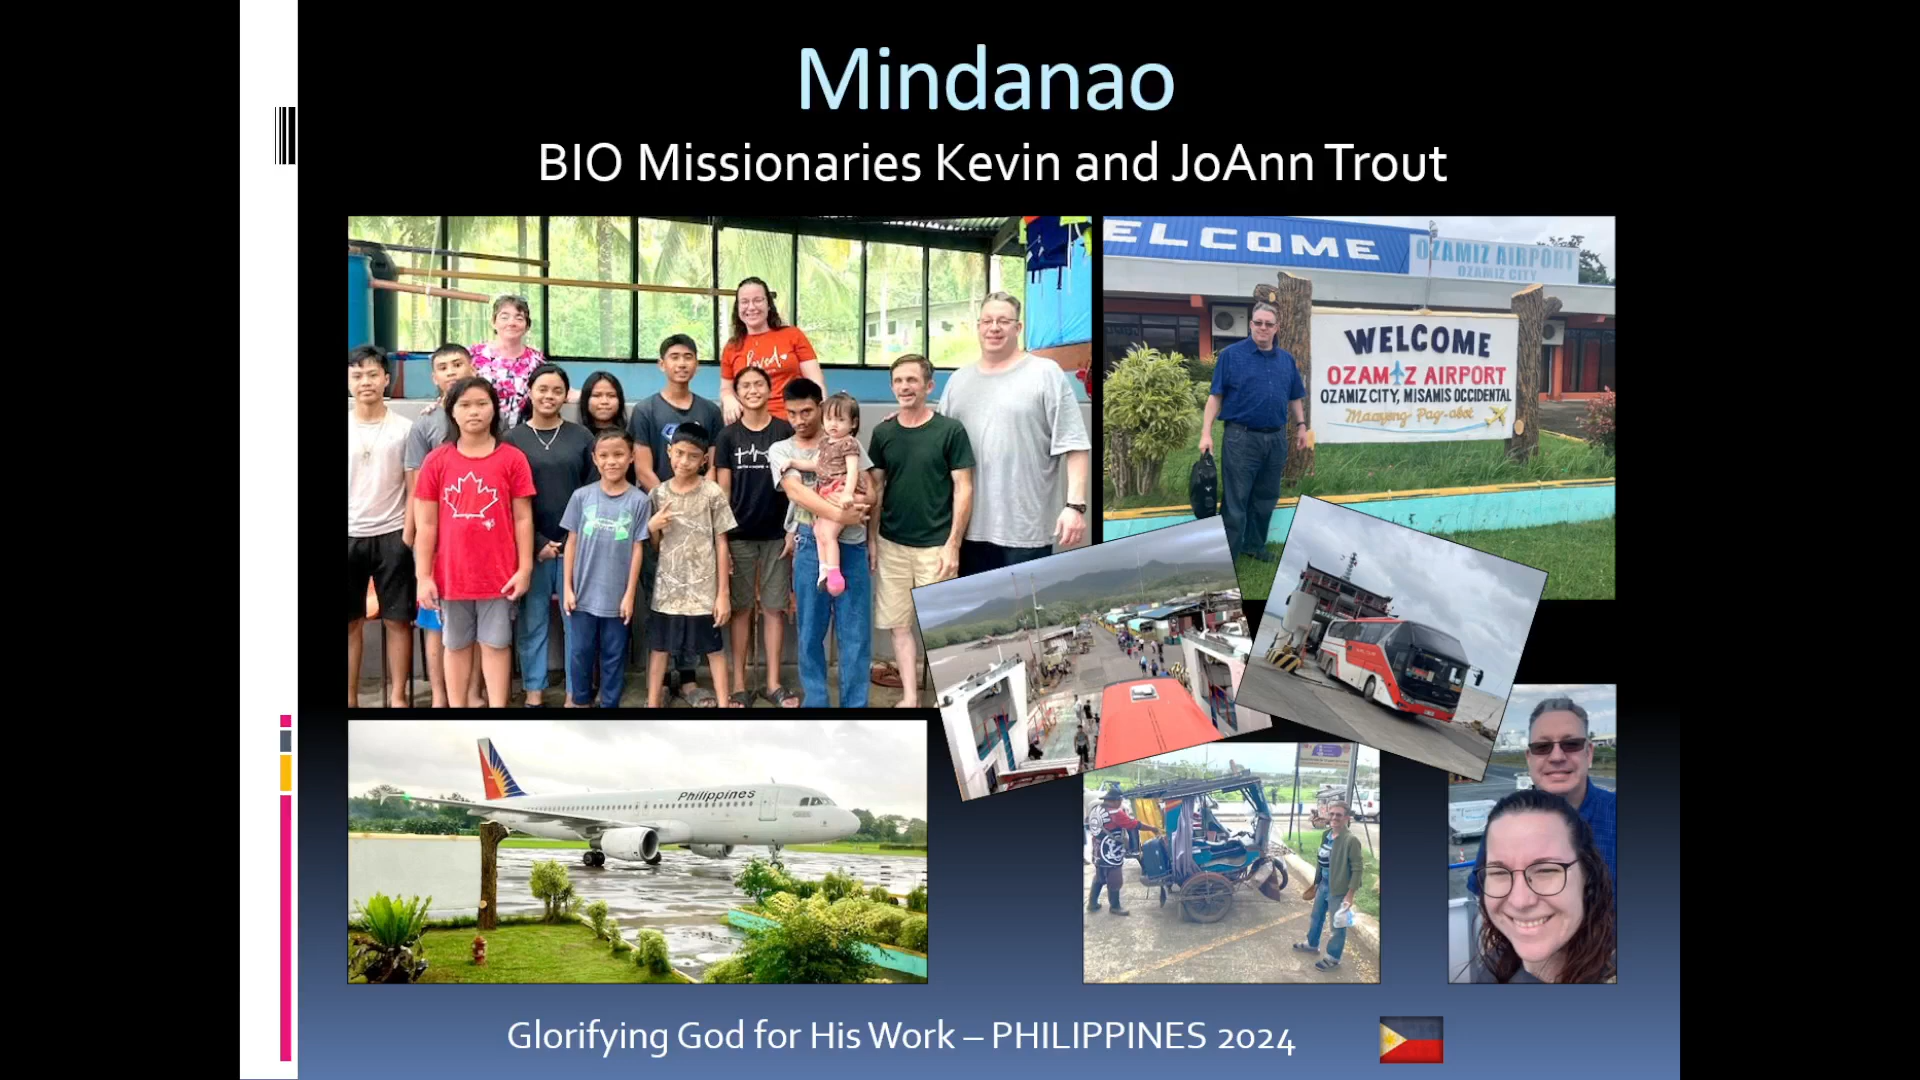 Mindanao
BIO Missionaries Kevin and JoAnn Trout
ELCOME
OZAMIZ AIRPORT
OZAMIZ CITY
WELCOME
OZAMIZ AIRPORT
OZAMIZ CITY, MISAMIS OCCIDENTAL
Maayong Pag-abot
loved
Philippines
Glorifying God for His Work – PHILIPPINES 2024